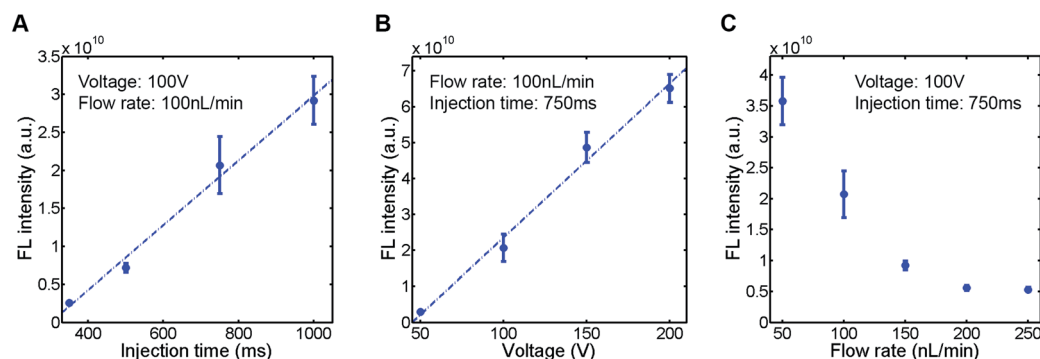 A
x 10^10
FL intensity (a.u.)
3.5
3
2.5
2
1.5
1
0.5
0
Voltage: 100V
Flow rate: 100nL/min
400 600 800 1000
Injection time (ms)
B
x 10^10
FL intensity (a.u.)
7
6
5
4
3
2
1
0
Flow rate: 100nL/min
Injection time: 750ms
50 100 150 200
Voltage (V)
C
x 10^10
FL intensity (a.u.)
4
3.5
3
2.5
2
1.5
1
0.5
0
Voltage: 100V
Injection time: 750ms
50 100 150 200 250
Flow rate (nL/min)